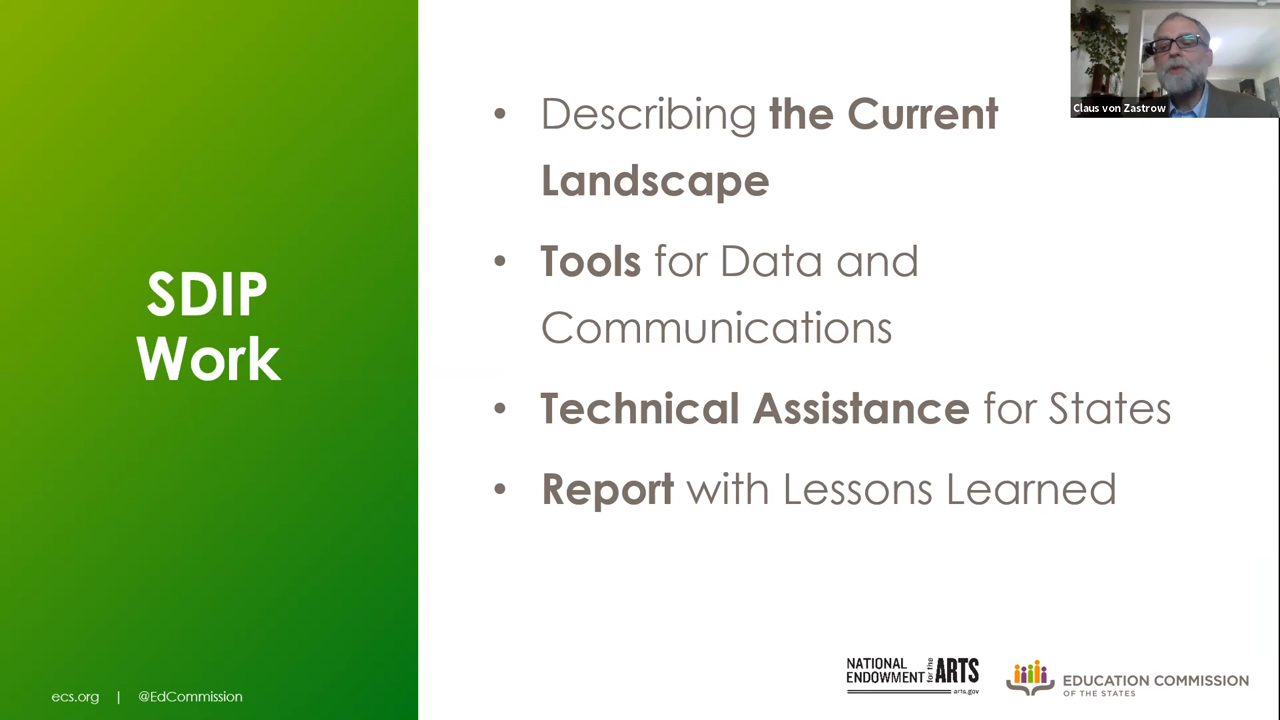 SDIP
Work
• Describing the Current
Landscape
• Tools for Data and
Communications
• Technical Assistance for States
• Report with Lessons Learned
Claus von Zastrow
ecs.org | @EdCommission
NATIONAL
ENDOWMENT for the ARTS
arts.gov
EDUCATION COMMISSION
OF THE STATES